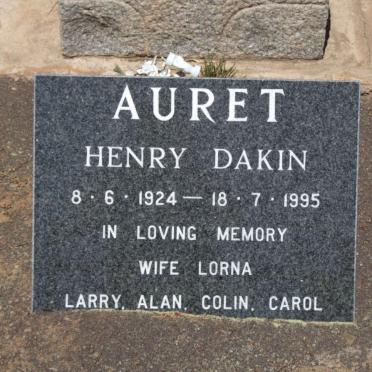 AURET
HENRY DAKIN
8 · 6 · 1924 — 18 · 7 · 1995
IN LOVING MEMORY
WIFE LORNA
LARRY, ALAN, COLIN, CAROL